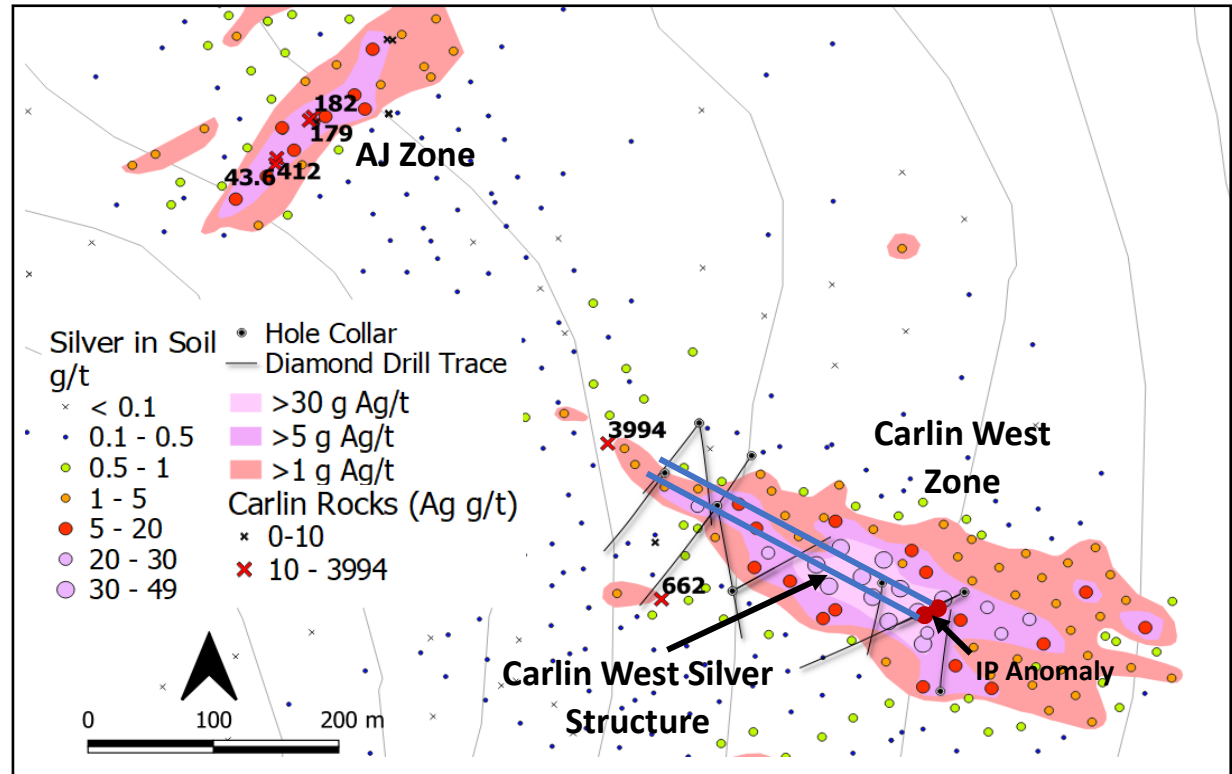 182
179
AJ Zone
43.6
412
Silver in Soil
g/t
< 0.1
0.1 - 0.5
0.5 - 1
1 - 5
5 - 20
20 - 30
30 - 49
Hole Collar
Diamond Drill Trace
>30 g Ag/t
>5 g Ag/t
>1 g Ag/t
Carlin Rocks (Ag g/t)
0-10
10 - 3994
3994
Carlin West
Zone
662
Carlin West Silver
Structure
IP Anomaly
0 100 200 m